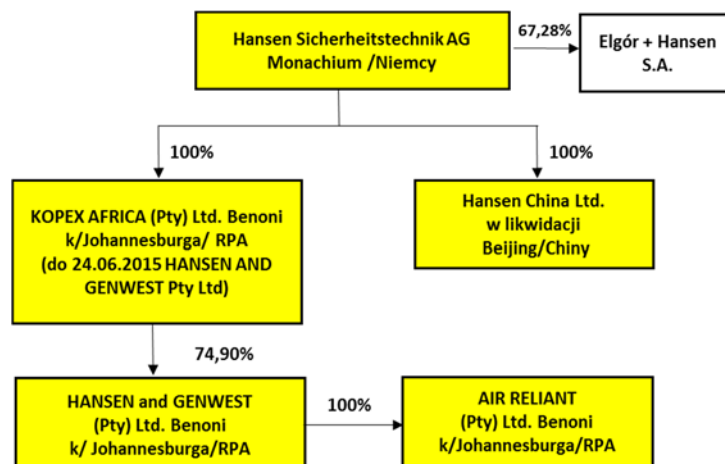 Hansen Sicherheitstechnik AG
Monachium /Niemcy
67,28%
Elgór + Hansen
S.A.
100%
100%
KOPEX AFRICA (Pty) Ltd. Benoni
k/Johannesburga/ RPA
(do 24.06.2015 HANSEN AND
GENWEST Pty Ltd)
Hansen China Ltd.
w likwidacji
Beijing/Chiny
74,90%
HANSEN and GENWEST
(Pty) Ltd. Benoni
k/ Johannesburga/RPA
100%
AIR RELIANT
(Pty) Ltd. Benoni
k/Johannesburga/RPA